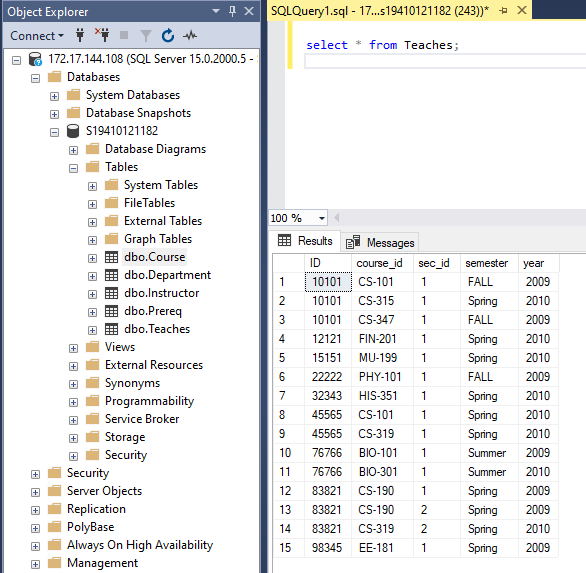 Object Explorer
Connect
172.17.144.108 (SQL Server 15.0.2000.5 -
Databases
System Databases
Database Snapshots
S19410121182
Database Diagrams
Tables
System Tables
FileTables
External Tables
Graph Tables
dbo.Course
dbo.Department
dbo.Instructor
dbo.Prereq
dbo.Teaches
Views
External Resources
Synonyms
Programmability
Service Broker
Storage
Security
Security
Server Objects
Replication
PolyBase
Always On High Availability
Management
SQLQuery1.sql - 17...s19410121182 (243))*
select * from Teaches;
100 %
Results Messages
ID course_id sec_id semester year
1 10101 CS-101 1 FALL 2009
2 10101 CS-315 1 Spring 2010
3 10101 CS-347 1 FALL 2009
4 12121 FIN-201 1 Spring 2010
5 15151 MU-199 1 Spring 2010
6 22222 PHY-101 1 FALL 2009
7 32343 HIS-351 1 Spring 2010
8 45565 CS-101 1 Spring 2010
9 45565 CS-319 1 Spring 2010
10 76766 BIO-101 1 Summer 2009
11 76766 BIO-301 1 Summer 2010
12 83821 CS-190 1 Spring 2009
13 83821 CS-190 2 Spring 2009
14 83821 CS-319 2 Spring 2010
15 98345 EE-181 1 Spring 2009